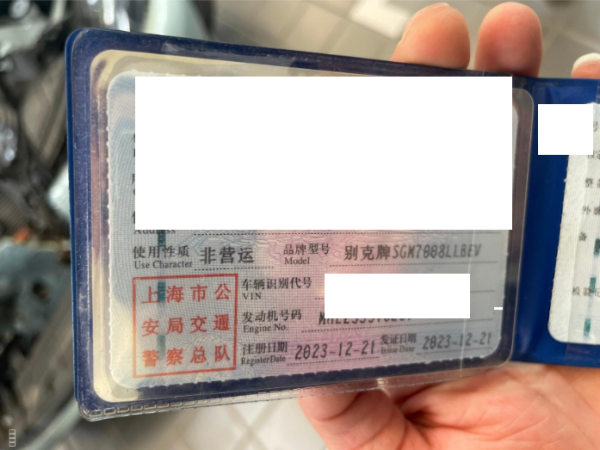 使用性质 非营运 品牌型号 别克牌SGM7008LLBEV
Use Character Model
车辆识别代号
VIN
发动机号码
Engine No.
注册日期 2023-12-21 发证日期 2023-12-21
Register Date Issue Date
上海市公
安局交通
警察总队